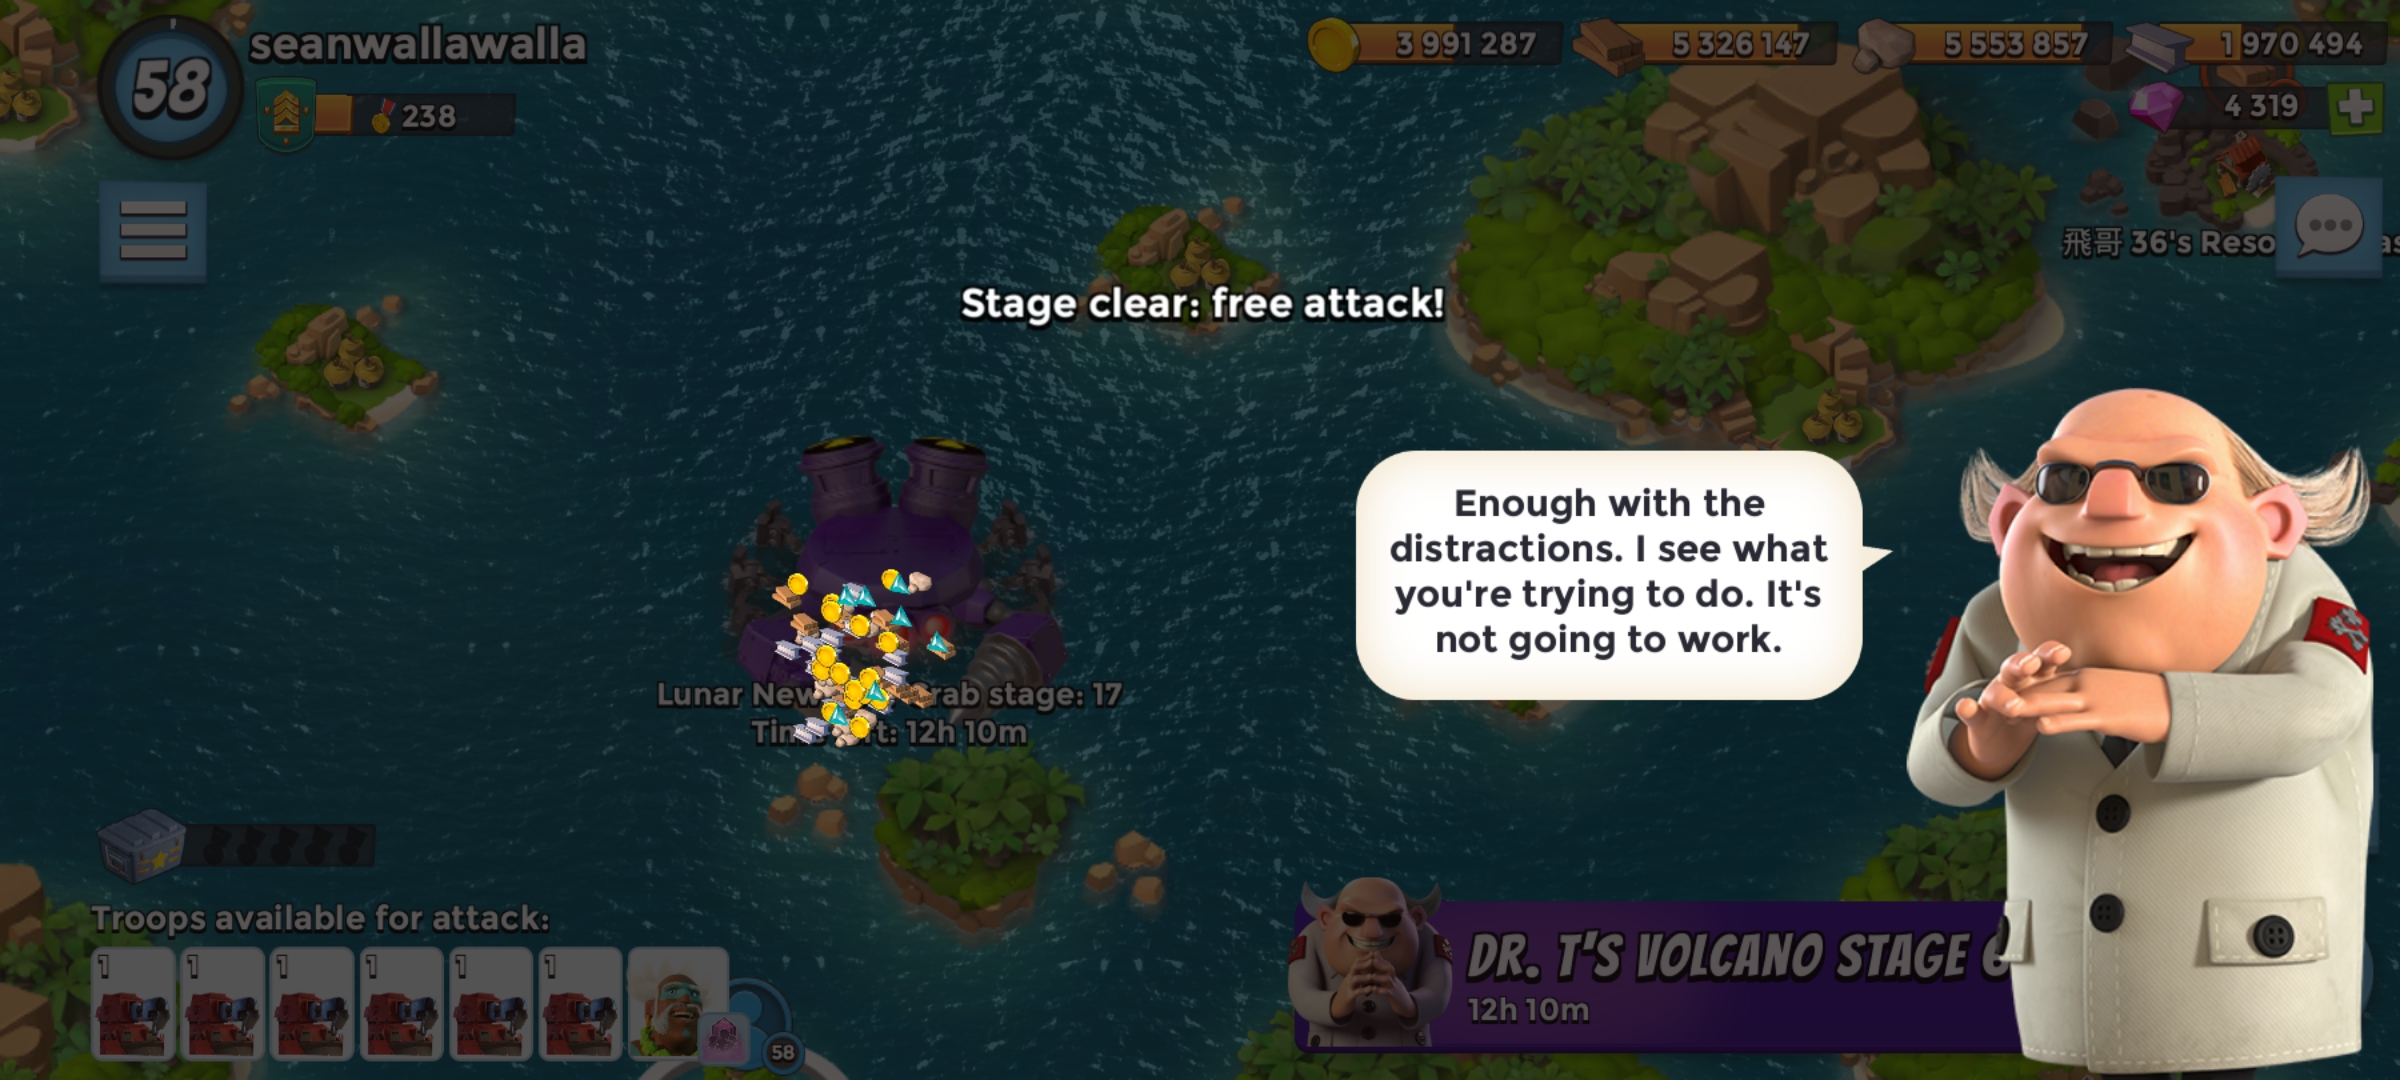 58
seanwallawalla
238
3 991 287
5 326 147
5 553 857
1 970 494
4 319
飛哥 36's Reso
Stage clear: free attack!
Enough with the
distractions. I see what
you're trying to do. It's
not going to work.
Lunar New rab stage: 17
Tim t: 12h 10m
Troops available for attack:
1 1 1 1 1 1
58
DR. T'S VOLCANO STAGE
12h 10m